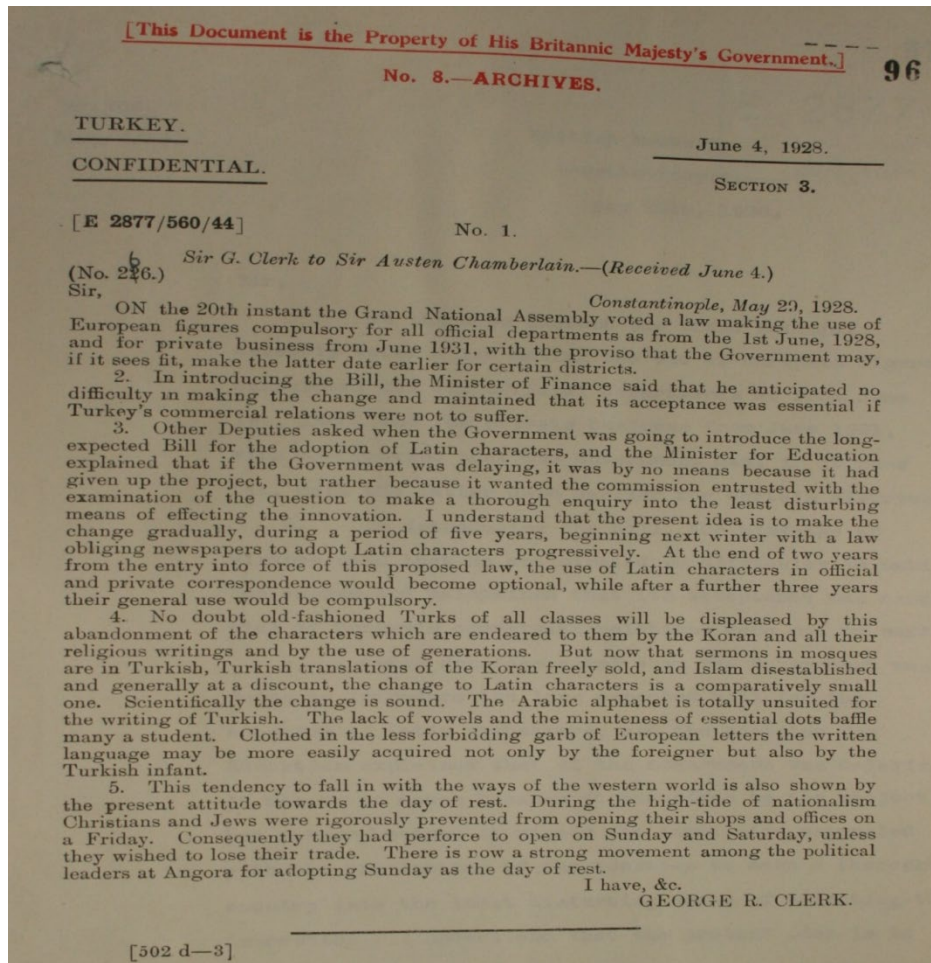 [This Document is the Property of His Britannic Majesty's Government.]
96
No. 8.—ARCHIVES.
TURKEY.
June 4, 1928.
CONFIDENTIAL.
SECTION 3.
[E 2877/560/44]
No. 1.
Sir G. Clerk to Sir Austen Chamberlain.—(Received June 4.)
(No. 266.)
Sir,
Constantinople, May 29, 1928.
ON the 20th instant the Grand National Assembly voted a law making the use of
European figures compulsory for all official departments as from the 1st June, 1928,
and for private business from June 1931, with the proviso that the Government may,
if it sees fit, make the latter date earlier for certain districts.
2. In introducing the Bill, the Minister of Finance said that he anticipated no
difficulty in making the change and maintained that its acceptance was essential if
Turkey's commercial relations were not to suffer.
3. Other Deputies asked when the Government was going to introduce the long-
expected Bill for the adoption of Latin characters, and the Minister for Education
explained that if the Government was delaying, it was by no means because it had
given up the project, but rather because it wanted the commission entrusted with the
examination of the question to make a thorough enquiry into the least disturbing
means of effecting the innovation. I understand that the present idea is to make the
change gradually, during a period of five years, beginning next winter with a law
obliging newspapers to adopt Latin characters progressively. At the end of two years
from the entry into force of this proposed law, the use of Latin characters in official
and private correspondence would become optional, while after a further three years
their general use would be compulsory.
4. No doubt old-fashioned Turks of all classes will be displeased by this
abandonment of the characters which are endeared to them by the Koran and all their
religious writings and by the use of generations. But now that sermons in mosques
are in Turkish, Turkish translations of the Koran freely sold, and Islam disestablished
and generally at a discount, the change to Latin characters is a comparatively small
one. Scientifically the change is sound. The Arabic alphabet is totally unsuited for
the writing of Turkish. The lack of vowels and the minuteness of essential dots baffle
many a student. Clothed in the less forbidding garb of European letters the written
language may be more easily acquired not only by the foreigner but also by the
Turkish infant.
5. This tendency to fall in with the ways of the western world is also shown by
the present attitude towards the day of rest. During the high-tide of nationalism
Christians and Jews were rigorously prevented from opening their shops and offices on
a Friday. Consequently they had perforce to open on Sunday and Saturday, unless
they wished to lose their trade. There is row a strong movement among the political
leaders at Angora for adopting Sunday as the day of rest.
I have, &c.
GEORGE R. CLERK.
[502 d—3]